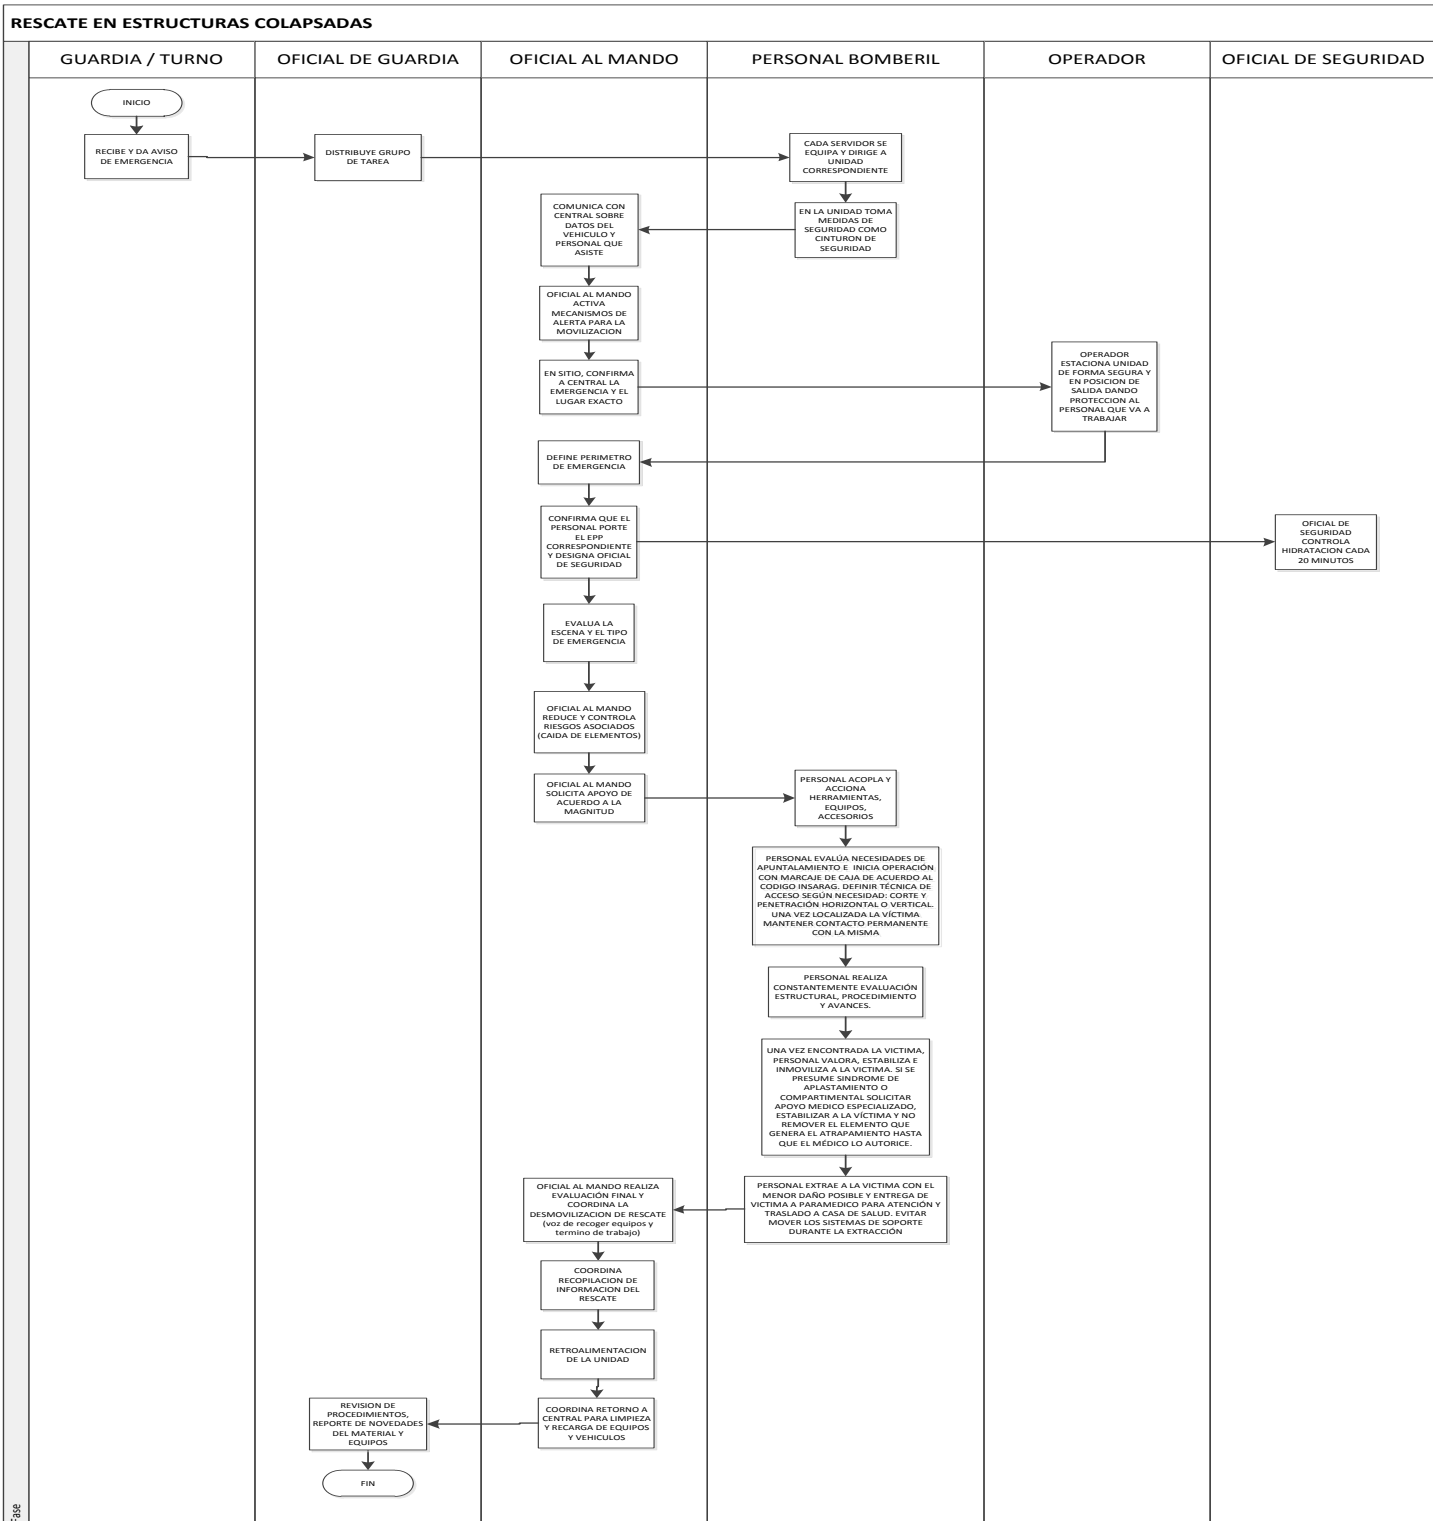 RESCATE EN ESTRUCTURAS COLAPSADAS
GUARDIA / TURNO
OFICIAL DE GUARDIA
OFICIAL AL MANDO
PERSONAL BOMBERIL
OPERADOR
OFICIAL DE SEGURIDAD
INICIO
RECIBE Y DA AVISO
DE EMERGENCIA
DISTRIBUYE GRUPO
DE TAREA
CADA SERVIDOR SE
EQUIPA Y DIRIGE A
UNIDAD
CORRESPONDIENTE
EN LA UNIDAD TOMA
MEDIDAS DE
SEGURIDAD COMO
CINTURON DE
SEGURIDAD
COMUNICA CON
CENTRAL SOBRE
DATOS DEL
VEHICULO Y
PERSONAL QUE
ASISTE
OFICIAL AL MANDO
ACTIVA
MECANISMOS DE
ALERTA PARA LA
MOVILIZACION
EN SITIO, CONFIRMA
A CENTRAL LA
EMERGENCIA Y EL
LUGAR EXACTO
OPERADOR
ESTACIONA UNIDAD
DE FORMA SEGURA Y
EN POSICION DE
SALIDA DANDO
PROTECCION AL
PERSONAL QUE VA A
TRABAJAR
DEFINE PERIMETRO
DE EMERGENCIA
CONFIRMA QUE EL
PERSONAL PORTE
EL EPP
CORRESPONDIENTE
Y DESIGNA OFICIAL
DE SEGURIDAD
OFICIAL DE
SEGURIDAD
CONTROLA
HIDRATACION CADA
20 MINUTOS
EVALUA LA
ESCENA Y EL TIPO
DE EMERGENCIA
OFICIAL AL MANDO
REDUCE Y CONTROLA
RIESGOS ASOCIADOS
(CAIDA DE ELEMENTOS)
OFICIAL AL MANDO
SOLICITA APOYO DE
ACUERDO A LA
MAGNITUD
PERSONAL ACOPLA Y
ACCIONA
HERRAMIENTAS,
EQUIPOS,
ACCESORIOS
PERSONAL EVALÚA NECESIDADES DE
APUNTALAMIENTO E INICIA OPERACIÓN
CON MARCAJE DE CAJA DE ACUERDO AL
CODIGO INSARAG. DEFINIR TÉCNICA DE
ACCESO SEGÚN NECESIDAD: CORTE Y
PENETRACIÓN HORIZONTAL O VERTICAL.
UNA VEZ LOCALIZADA LA VÍCTIMA
MANTENER CONTACTO PERMANENTE
CON LA MISMA
PERSONAL REALIZA
CONSTANTEMENTE EVALUACIÓN
ESTRUCTURAL, PROCEDIMIENTO
Y AVANCES.
UNA VEZ ENCONTRADA LA VICTIMA,
PERSONAL VALORA, ESTABILIZA E
INMOVILIZA A LA VICTIMA. SI SE
PRESUME SINDROME DE
APLASTAMIENTO O
COMPARTIMENTAL SOLICITAR
APOYO MEDICO ESPECIALIZADO,
ESTABILIZAR A LA VÍCTIMA Y NO
REMOVER EL ELEMENTO QUE
GENERA EL ATRAPAMIENTO HASTA
QUE EL MÉDICO LO AUTORICE.
PERSONAL EXTRAE A LA VICTIMA CON EL
MENOR DAÑO POSIBLE Y ENTREGA DE
VICTIMA A PARAMEDICO PARA ATENCIÓN Y
TRASLADO A CASA DE SALUD. EVITAR
MOVER LOS SISTEMAS DE SOPORTE
DURANTE LA EXTRACCIÓN
OFICIAL AL MANDO REALIZA
EVALUACIÓN FINAL Y
COORDINA LA
DESMOVILIZACION DE RESCATE
(voz de recoger equipos y
termino de trabajo)
COORDINA
RECOPILACION DE
INFORMACION DEL
RESCATE
RETROALIMENTACION
DE LA UNIDAD
COORDINA RETORNO A
CENTRAL PARA LIMPIEZA
Y RECARGA DE EQUIPOS
Y VEHICULOS
REVISION DE
PROCEDIMIENTOS,
REPORTE DE NOVEDADES
DEL MATERIAL Y
EQUIPOS
FIN
Fase